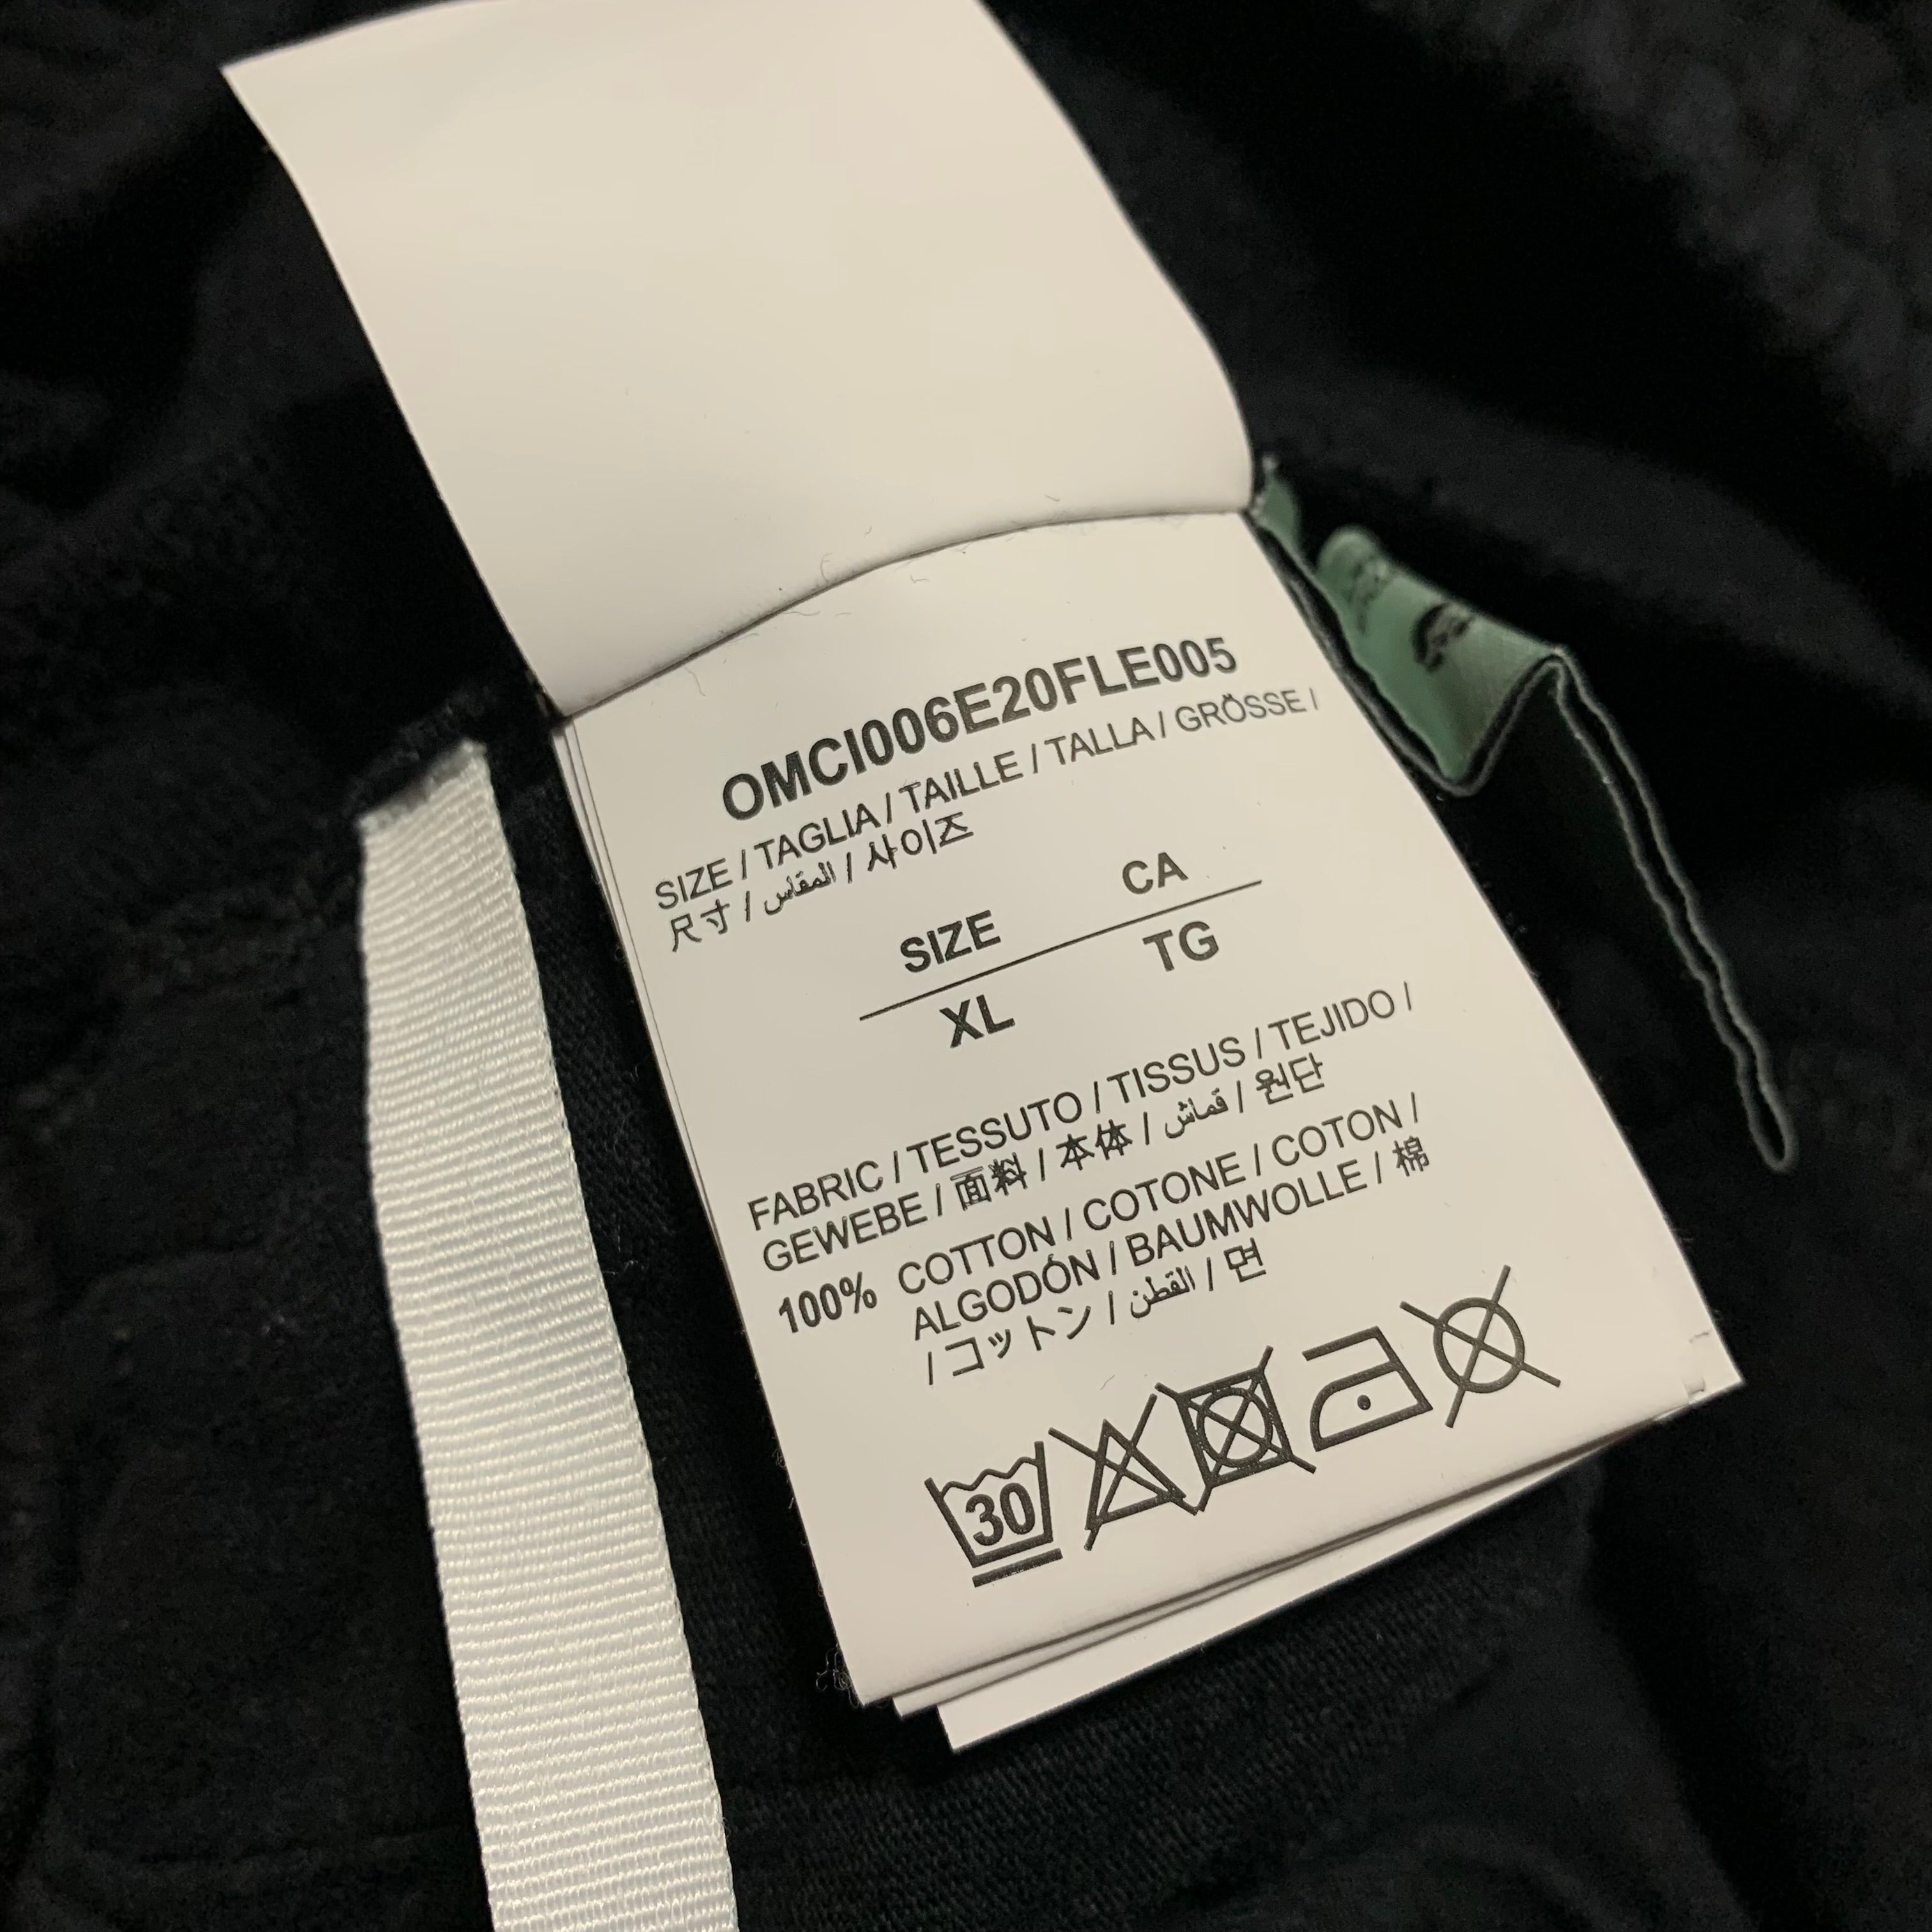 OMCI006E20FLE005
SIZE / TAGLIA / TAILLE / TALLA / GRÖSSE /
尺寸 / المقاس / 사이즈
SIZE CA
XL TG
FABRIC / TESSUTO / TISSUS / TEJIDO /
GEWEBE / 面料 / 本体 / قماش / 원단
100% COTTON / COTONE / COTON /
ALGODÓN / BAUMWOLLE / 棉
/ コットン / القطن / 면
30